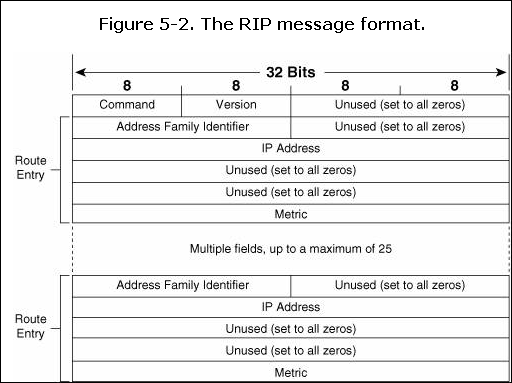 Figure 5-2. The RIP message format.
32 Bits
8 8 8 8
Command Version Unused (set to all zeros)
Address Family Identifier Unused (set to all zeros)
IP Address
Route
Entry
Unused (set to all zeros)
Unused (set to all zeros)
Metric
Multiple fields, up to a maximum of 25
Address Family Identifier Unused (set to all zeros)
IP Address
Route
Entry
Unused (set to all zeros)
Unused (set to all zeros)
Metric